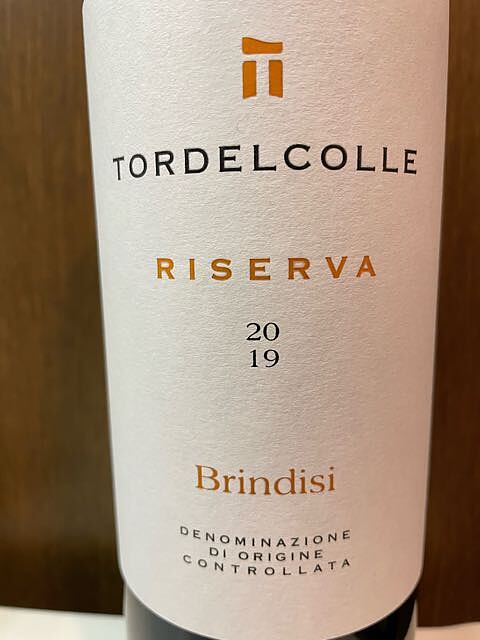 TORDELCOLLE
RISERVA
20
19
Brindisi
DENOMINAZIONE
DI ORIGINE
CONTROLLATA